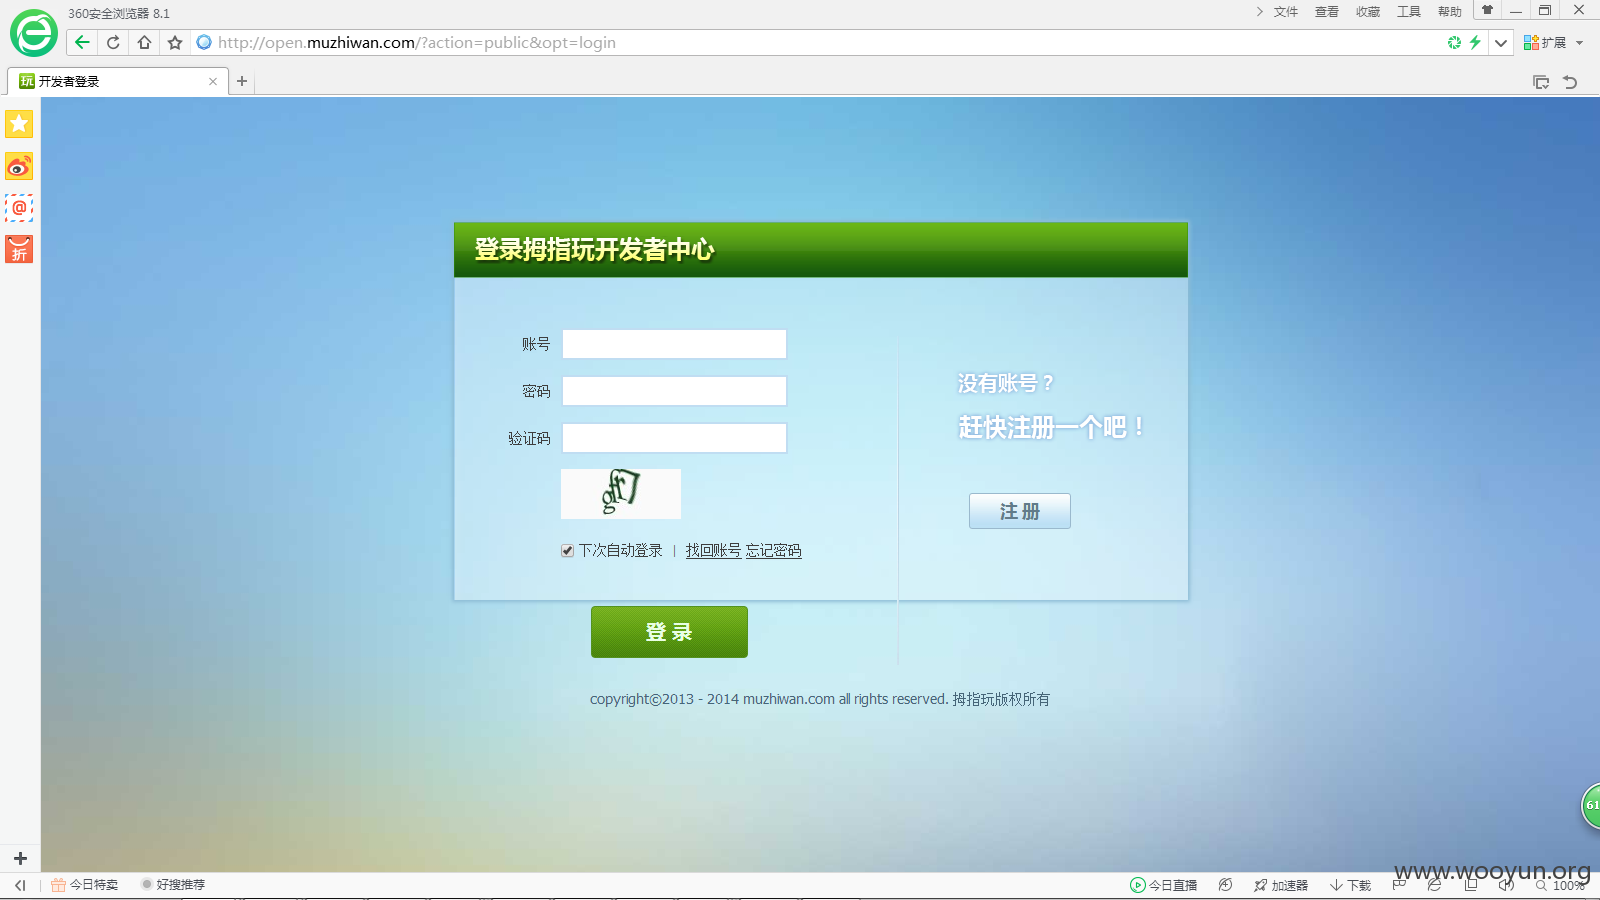 360安全浏览器 8.1
文件 查看 收藏 工具 帮助
http://open.muzhiwan.com/?action=public&opt=login
扩展
玩 开发者登录
@
折
登录拇指玩开发者中心
账号
密码
验证码
下次自动登录 | 找回账号 忘记密码
登 录
没有账号？
赶快注册一个吧！
注 册
copyright©2013 - 2014 muzhiwan.com all rights reserved. 拇指玩版权所有
61
www.wooyun.org
今日特卖 好搜推荐
今日直播 加速器 下载 100%